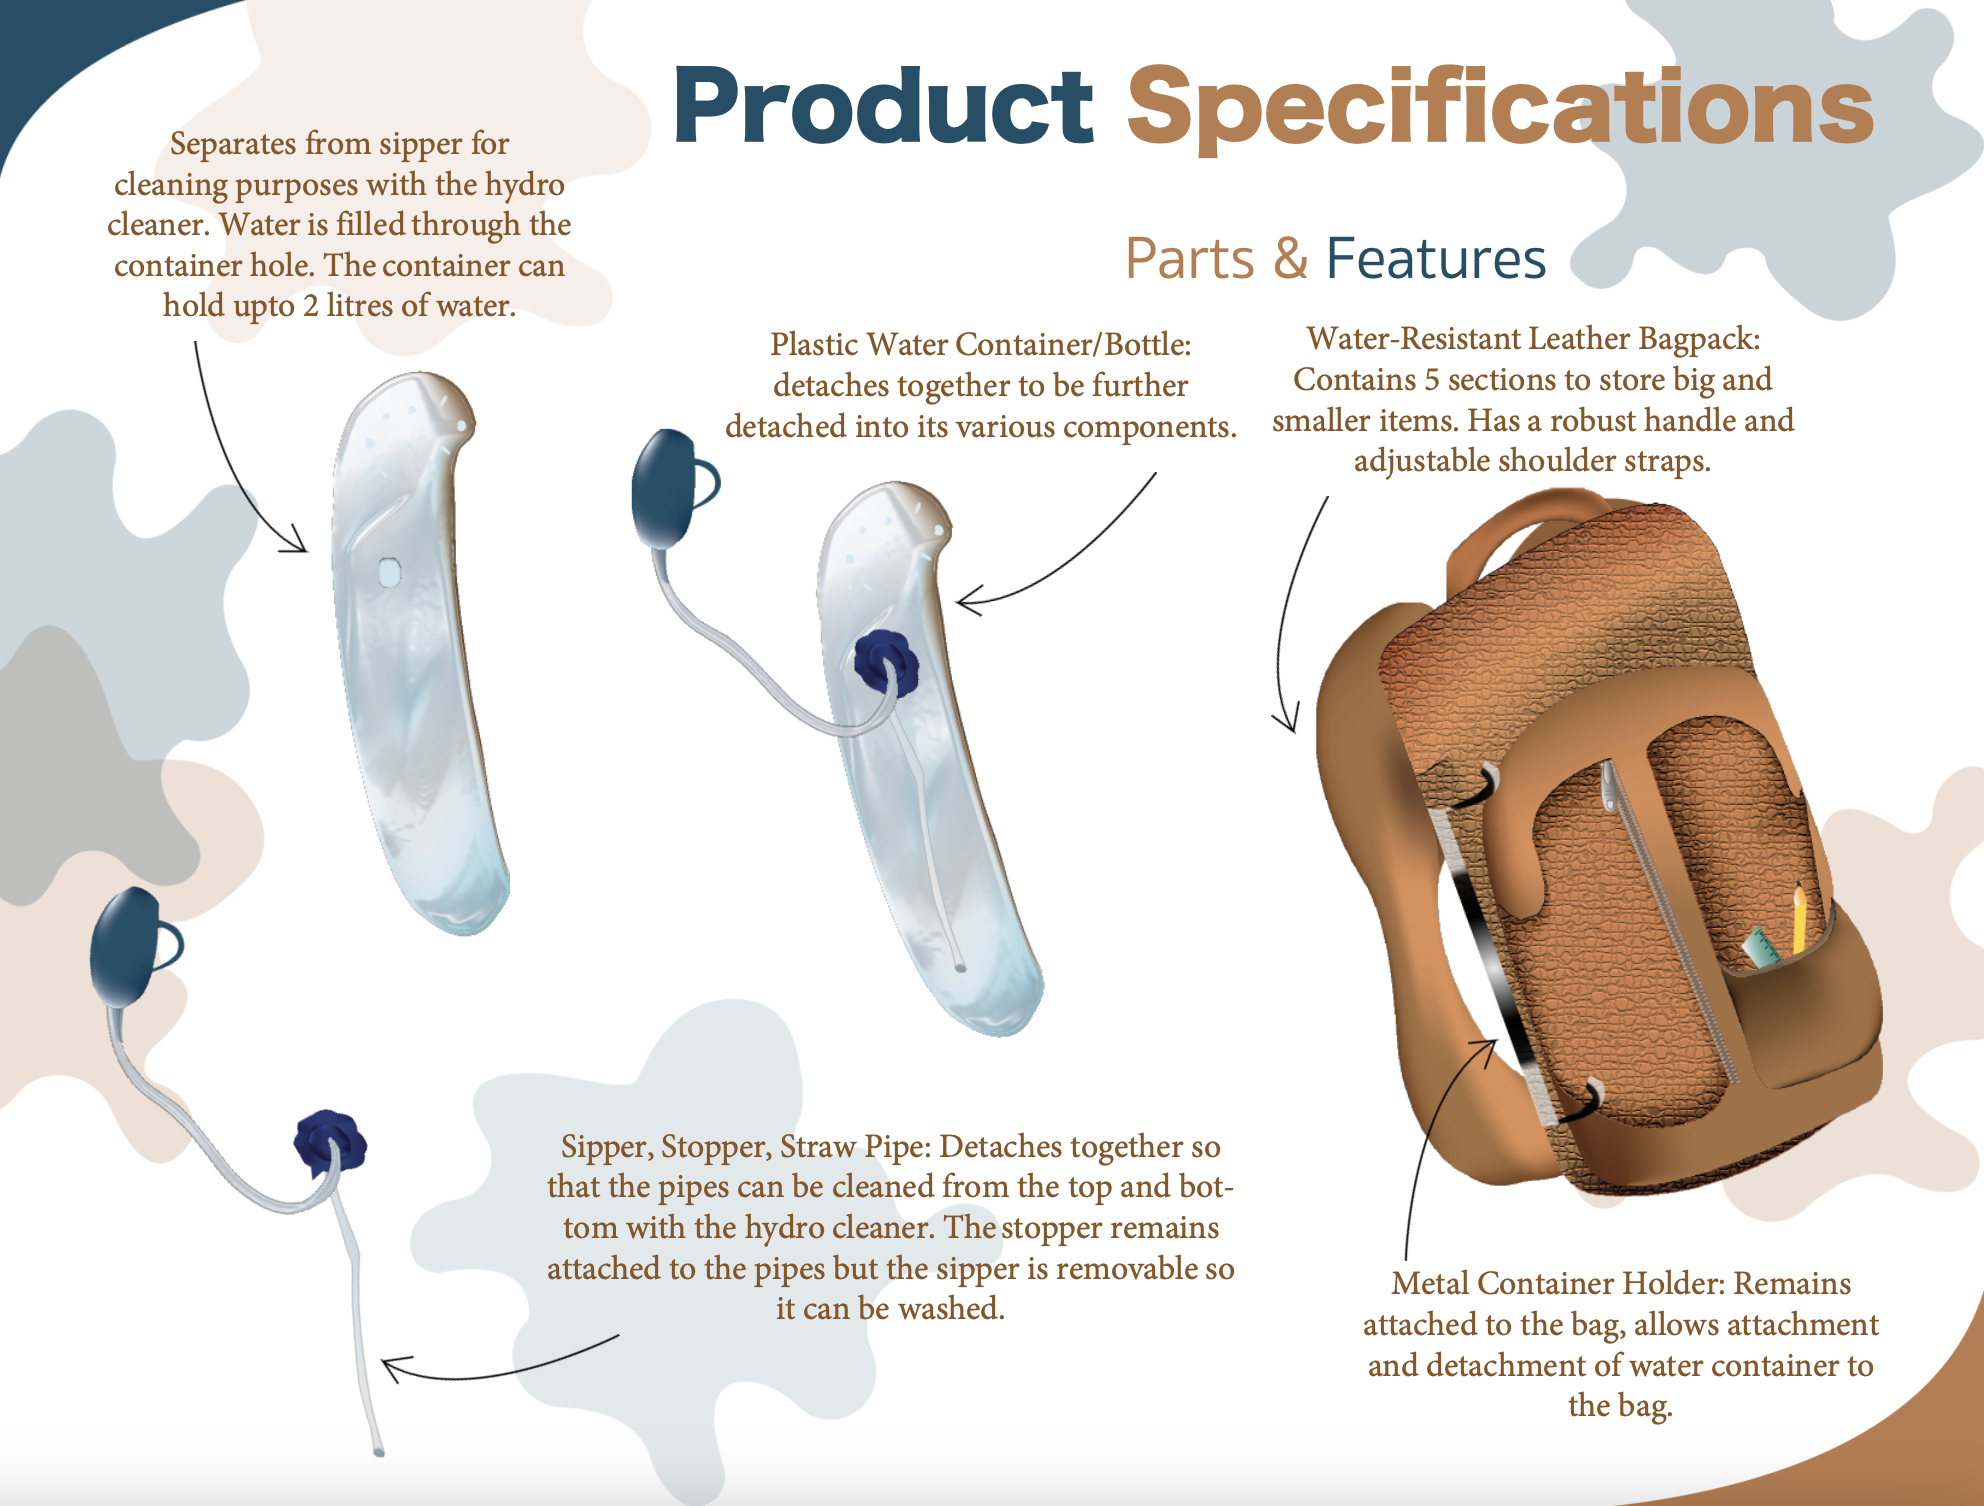 Product Specifications
Parts & Features
Separates from sipper for
cleaning purposes with the hydro
cleaner. Water is filled through the
container hole. The container can
hold upto 2 litres of water.
Plastic Water Container/Bottle:
detaches together to be further
detached into its various components.
Water-Resistant Leather Bagpack:
Contains 5 sections to store big and
smaller items. Has a robust handle and
adjustable shoulder straps.
Sipper, Stopper, Straw Pipe: Detaches together so
that the pipes can be cleaned from the top and bot-
tom with the hydro cleaner. The stopper remains
attached to the pipes but the sipper is removable so
it can be washed.
Metal Container Holder: Remains
attached to the bag, allows attachment
and detachment of water container to
the bag.